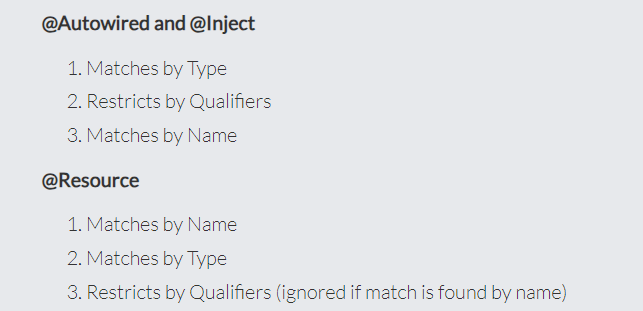 @Autowired and @Inject
1. Matches by Type
2. Restricts by Qualifiers
3. Matches by Name
@Resource
1. Matches by Name
2. Matches by Type
3. Restricts by Qualifiers (ignored if match is found by name)